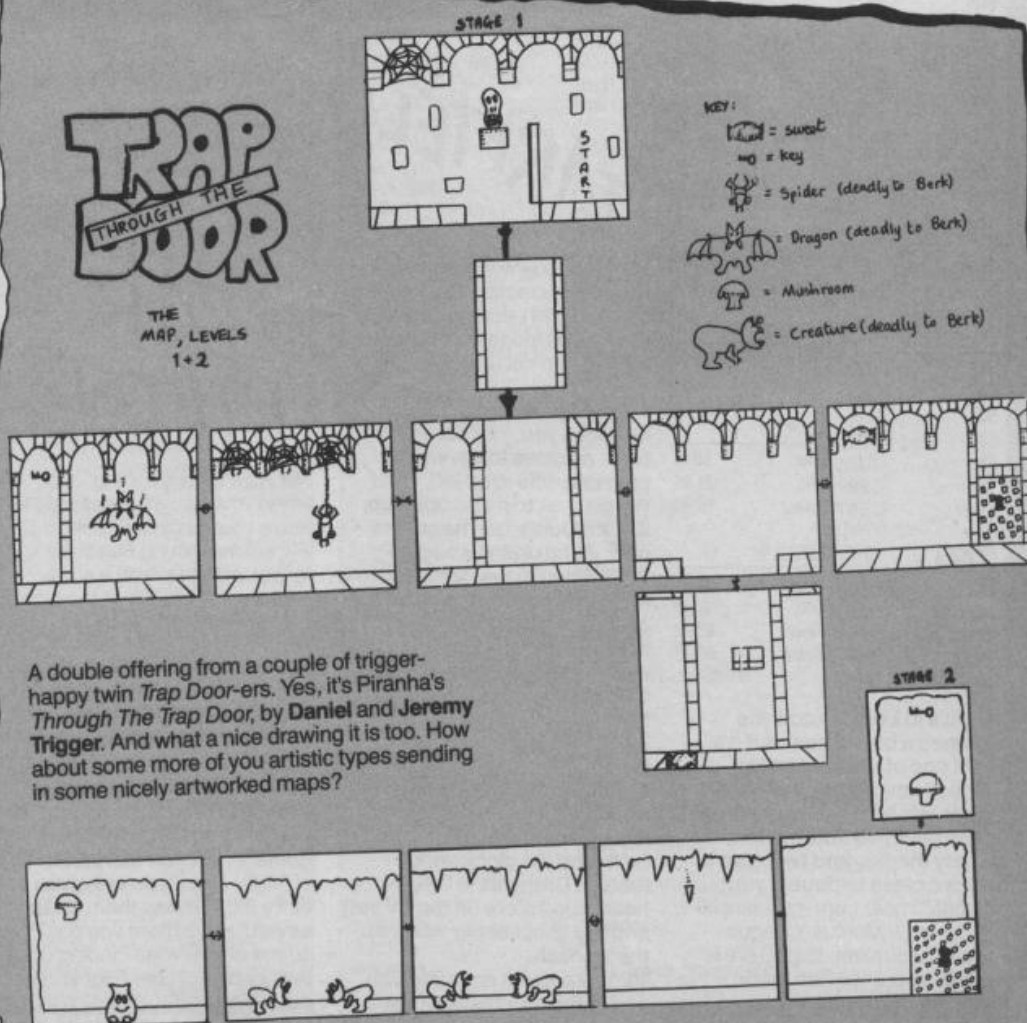 STAGE 1
TRAP
THROUGH THE
DOOR
THE
MAP, LEVELS
1+2
START
KEY:
= sweet
= key
= Spider (deadly to Berk)
= Dragon (deadly to Berk)
= Mushroom
= Creature (deadly to Berk)
A double offering from a couple of trigger-
happy twin Trap Door-ers. Yes, it's Piranha's
Through The Trap Door, by Daniel and Jeremy
Trigger. And what a nice drawing it is too. How
about some more of you artistic types sending
in some nicely artworked maps?
STAGE 2